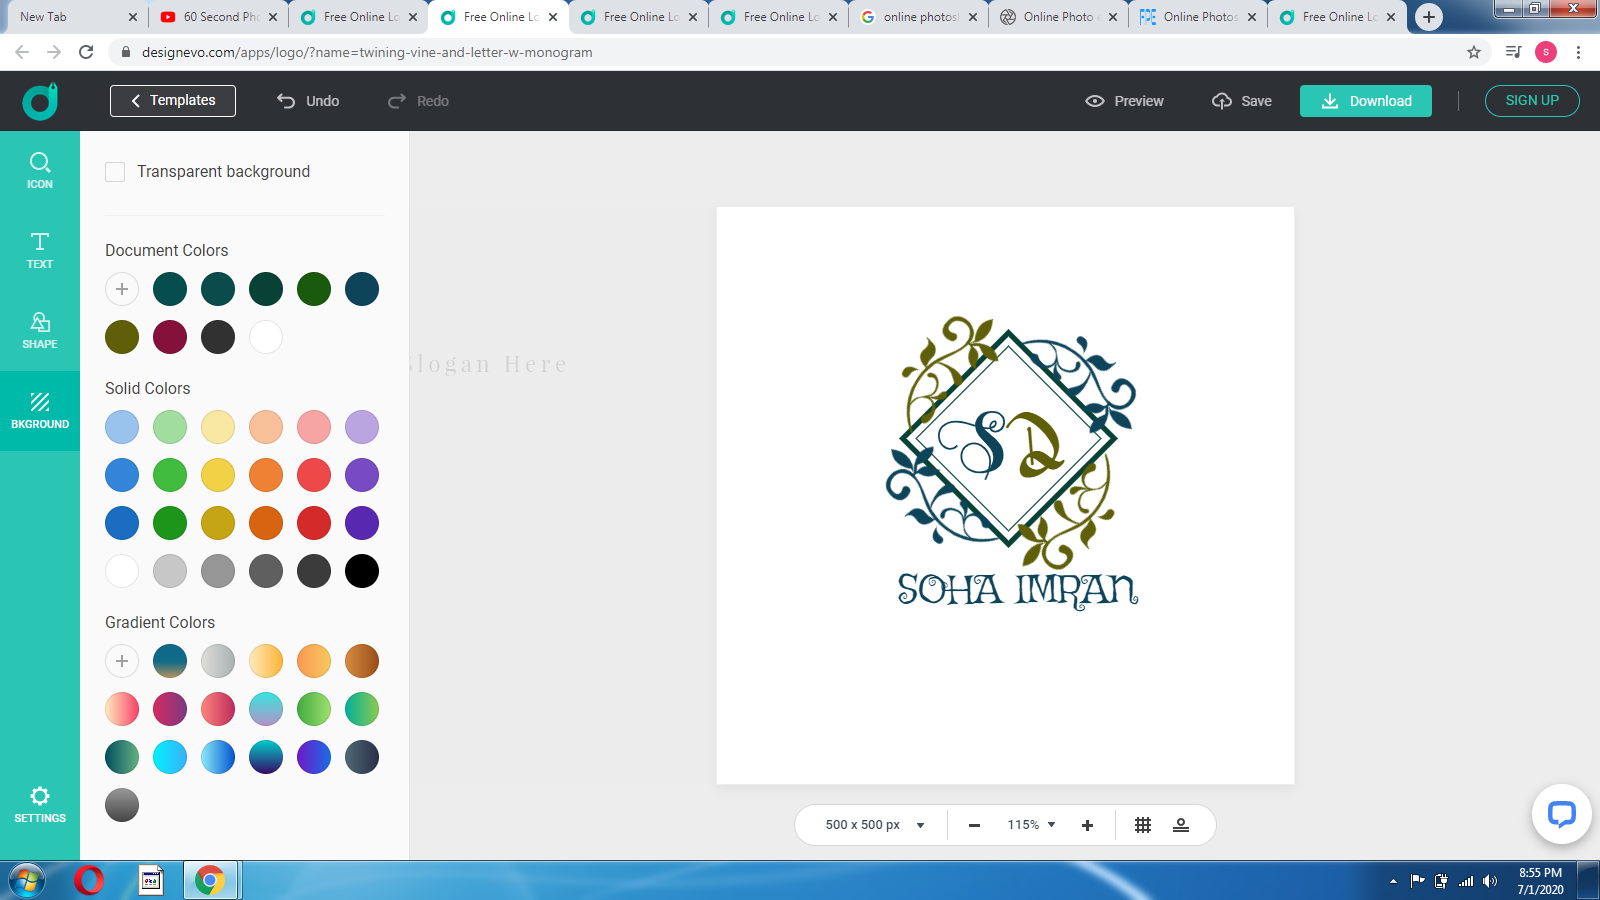 New Tab
60 Second Pho
Free Online Lo
Free Online Lo
Free Online Lo
Free Online Lo
online photosh
Online Photo e
Online Photos
Free Online Lo
designevo.com/apps/logo/?name=twining-vine-and-letter-w-monogram
s
Templates
Undo
Redo
Preview
Save
Download
SIGN UP
ICON
TEXT
SHAPE
BKGROUND
SETTINGS
Transparent background
Document Colors
Solid Colors
Gradient Colors
Slogan Here
S D
SOHA IMRAN
500 x 500 px
115%
8:55 PM
7/1/2020